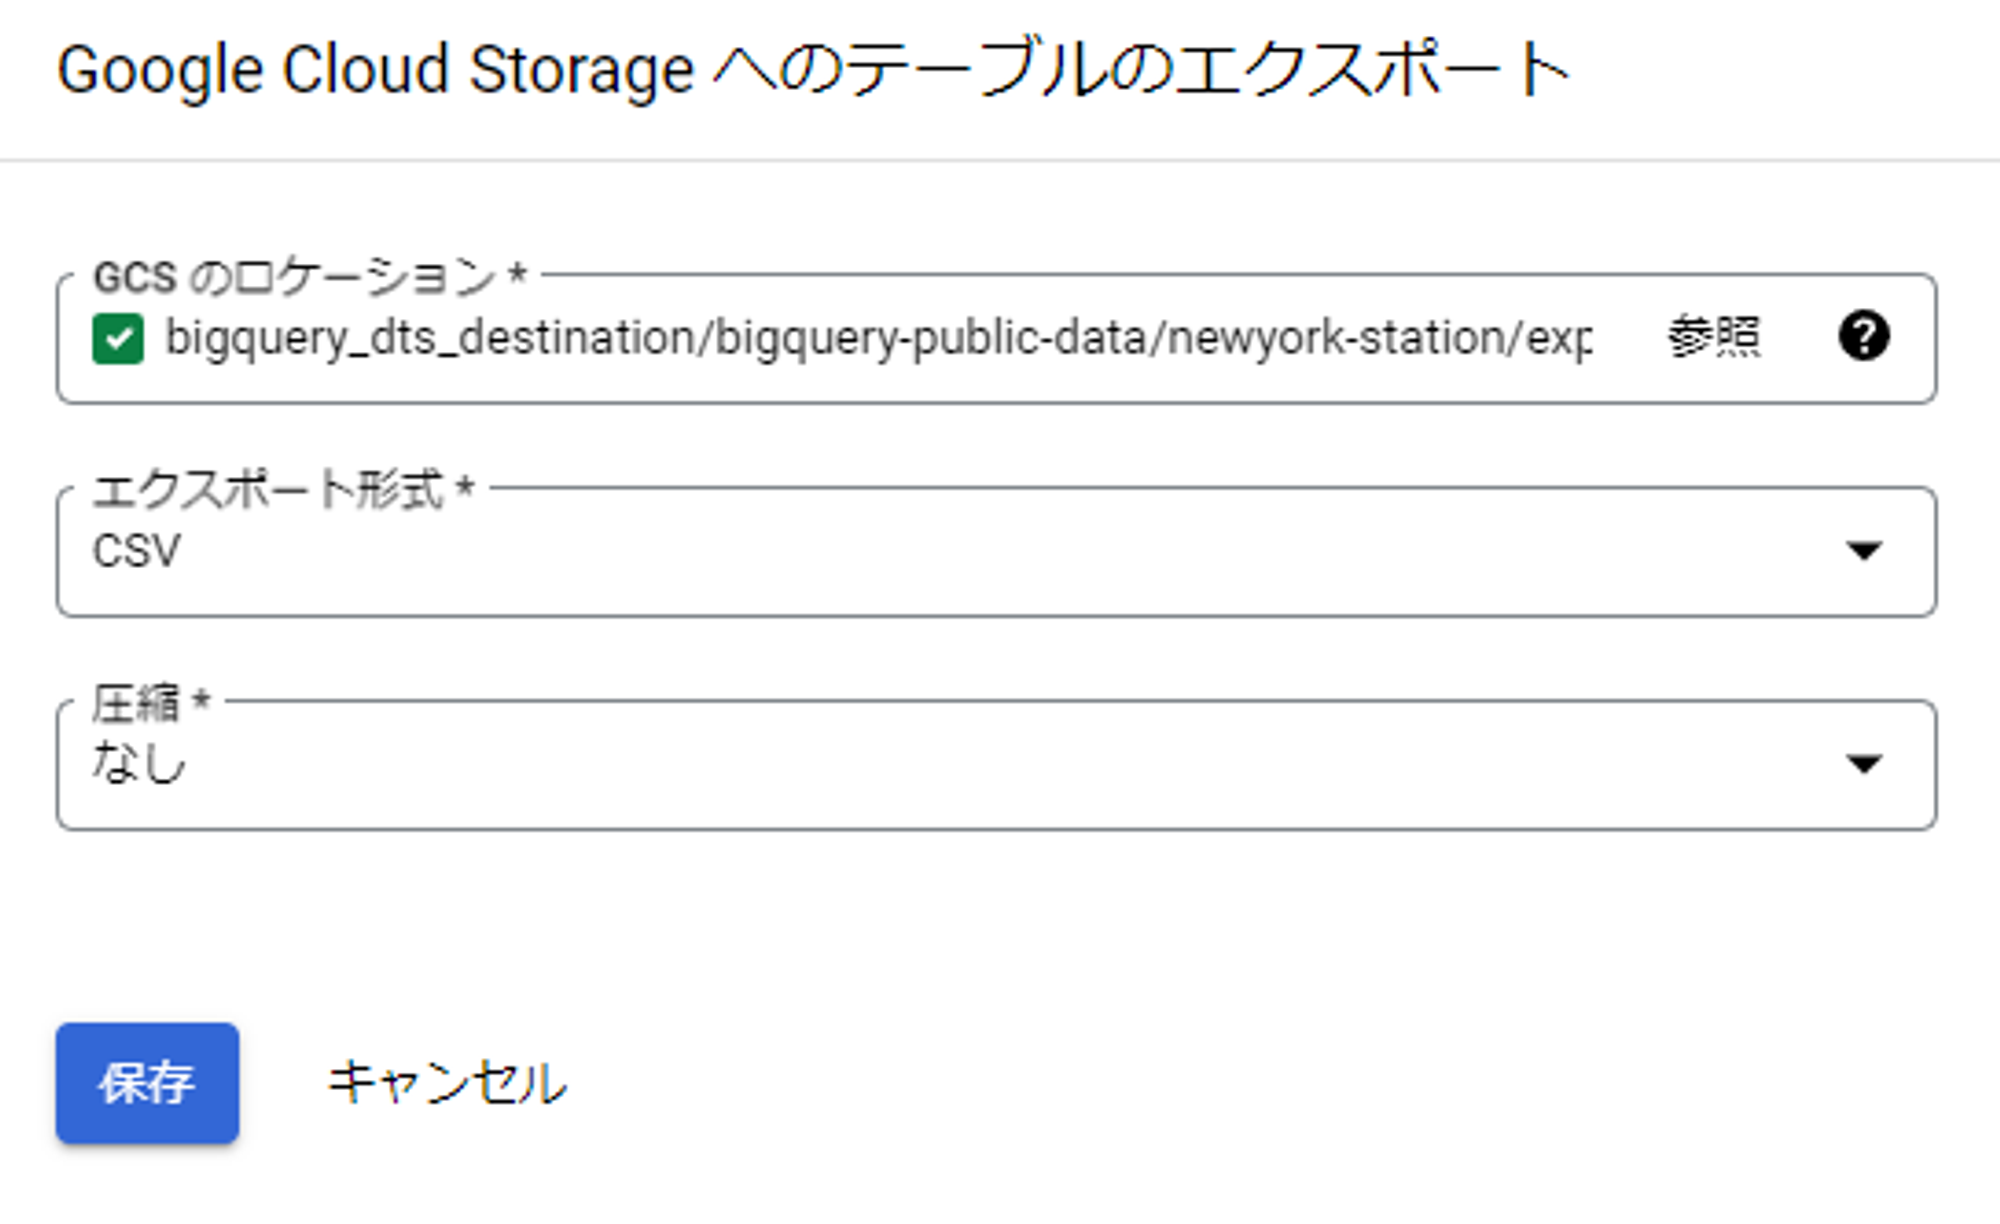 Google Cloud Storage へのテーブルのエクスポート
GCS のロケーション *
bigquery_dts_destination/bigquery-public-data/newyork-station/exp 参照
エクスポート形式 *
CSV
圧縮 *
なし
保存 キャンセル